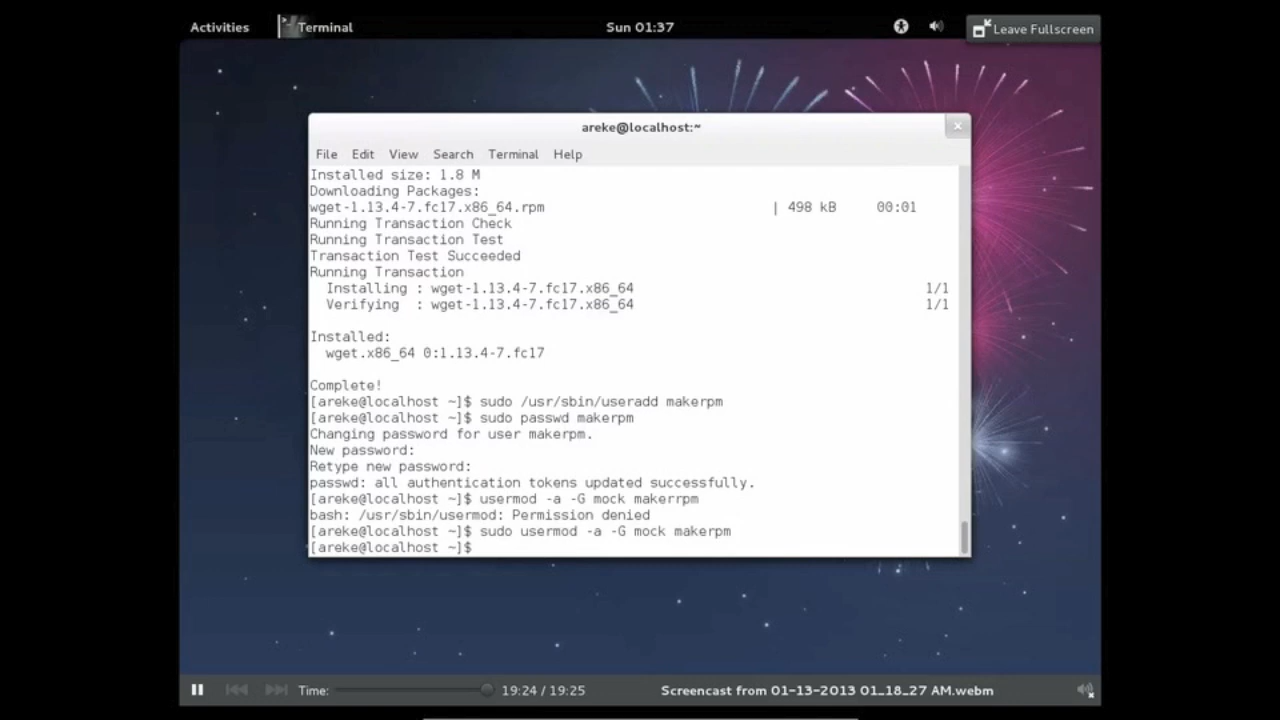 Activities Terminal Sun 01:37 Leave Fullscreen
areke@localhost:~
File Edit View Search Terminal Help
Installed size: 1.8 M
Downloading Packages:
wget-1.13.4-7.fc17.x86_64.rpm | 498 kB 00:01
Running Transaction Check
Running Transaction Test
Transaction Test Succeeded
Running Transaction
Installing : wget-1.13.4-7.fc17.x86_64 1/1
Verifying : wget-1.13.4-7.fc17.x86_64 1/1
Installed:
wget.x86_64 0:1.13.4-7.fc17
Complete!
[areke@localhost ~]$ sudo /usr/sbin/useradd makerpm
[areke@localhost ~]$ sudo passwd makerpm
Changing password for user makerpm.
New password:
Retype new password:
passwd: all authentication tokens updated successfully.
[areke@localhost ~]$ usermod -a -G mock makerrpm
bash: /usr/sbin/usermod: Permission denied
[areke@localhost ~]$ sudo usermod -a -G mock makerpm
[areke@localhost ~]$
Time: 19:24 / 19:25 Screencast from 01-13-2013 01_18_27 AM.webm